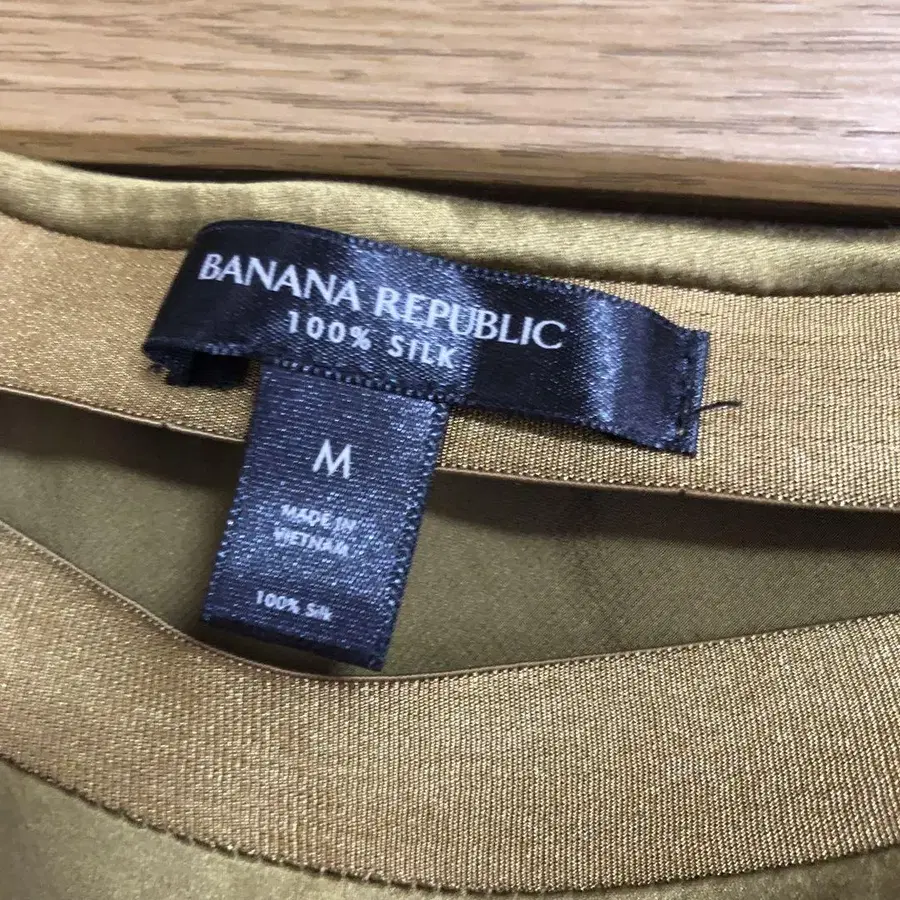 BANANA REPUBLIC
100% SILK
M
MADE IN
VIETNAM
100% Silk